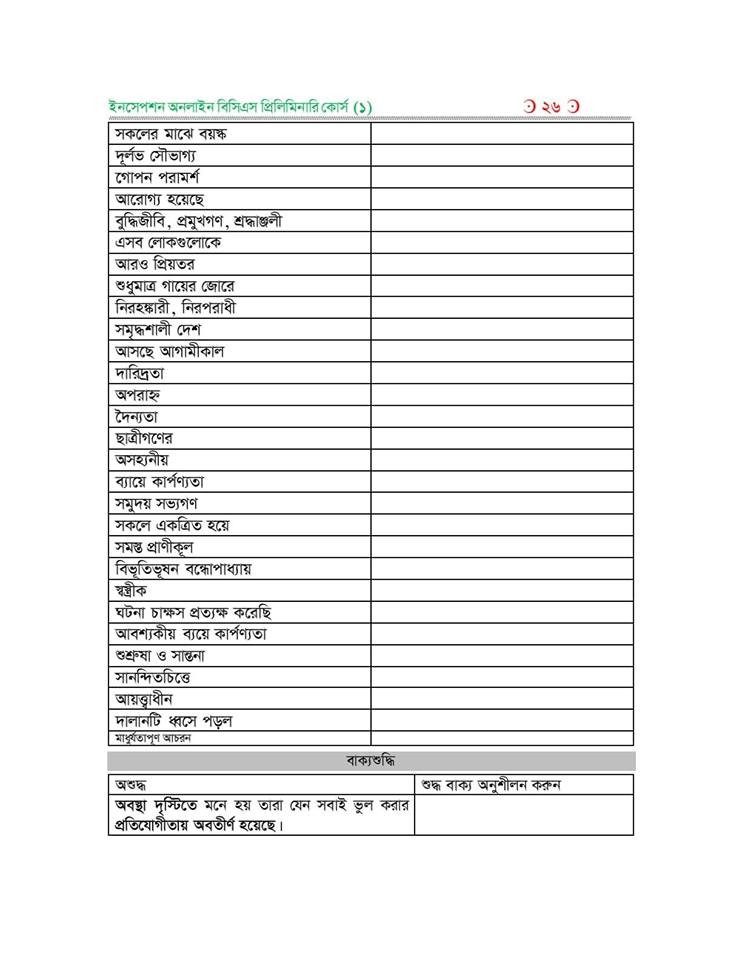 ইনসেপশন অনলাইন বিসিএস প্রিলিমিনারি কোর্স (১) ২৬
সকলের মাঝে বয়স্ক
দূর্লভ সৌভাগ্য
গোপন পরামর্শ
আরোগ্য হয়েছে
বুদ্ধিজীবি, প্রমুখগণ, শ্রদ্ধাঞ্জলী
এসব লোকগুলোকে
আরও প্রিয়তর
শুধুমাত্র গায়ের জোরে
নিরহঙ্কারী, নিরপরাধী
সমৃদ্ধশালী দেশ
আসছে আগামীকাল
দারিদ্রতা
অপরাহ্ন
দৈন্যতা
ছাত্রীগণের
অসহ্যনীয়
ব্যায়ে কার্পণ্যতা
সমুদয় সভ্যগণ
সকলে একত্রিত হয়ে
সমস্ত প্রাণীকূল
বিভূতিভূষন বন্ধোপাধ্যায়
স্বস্ত্রীক
ঘটনা চাক্ষস প্রত্যক্ষ করেছি
আবশ্যকীয় ব্যয়ে কার্পণ্যতা
শুশ্রুষা ও সান্তনা
সানন্দিতচিত্তে
আয়ত্ত্বাধীন
দালানটি ধ্বসে পড়ল
মাধুর্যতাপূণ আচরন
বাক্যশুদ্ধি
অশুদ্ধ শুদ্ধ বাক্য অনুশীলন করুন
অবস্থা দৃস্টিতে মনে হয় তারা যেন সবাই ভুল করার
প্রতিযোগীতায় অবতীর্ণ হয়েছে।